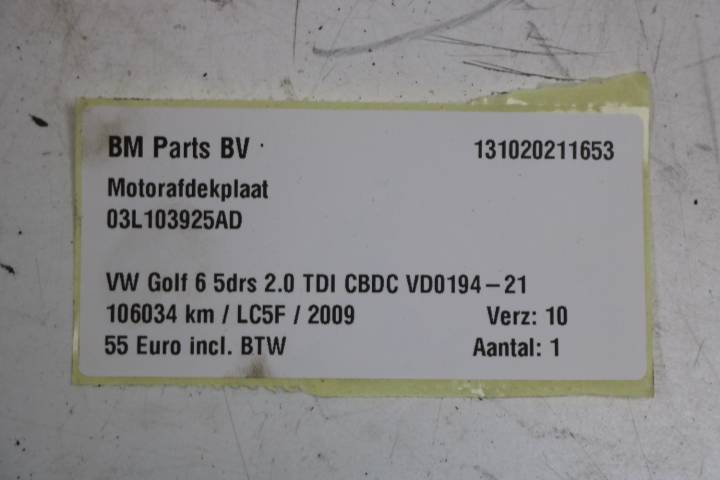 BM Parts BV 131020211653
Motorafdekplaat
03L103925AD
VW Golf 6 5drs 2.0 TDI CBDC VD0194-21
106034 km / LC5F / 2009 Verz: 10
55 Euro incl. BTW Aantal: 1